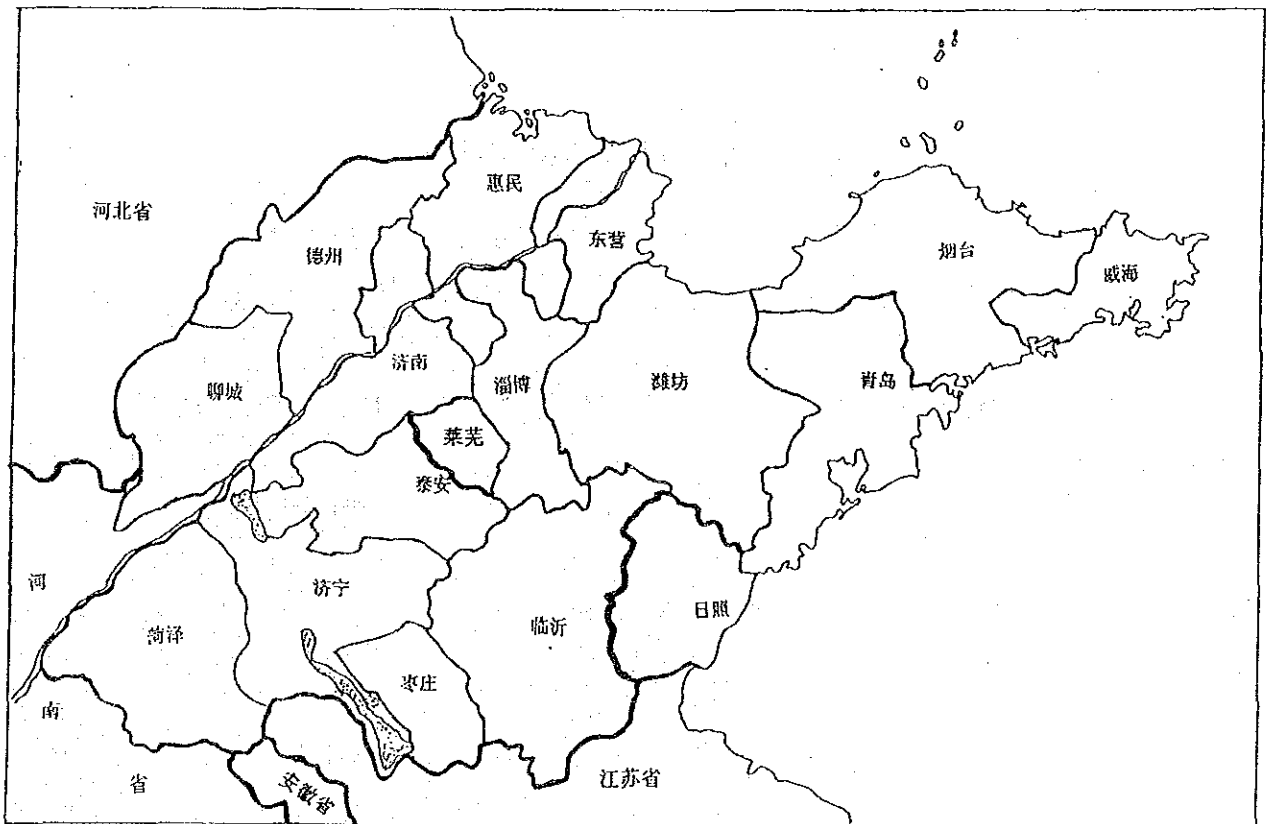 惠民
河北省
东营
德州
烟台
威海
济南
淄博
潍坊
青岛
聊城
莱芜
泰安
河
济宁
日照
临沂
菏泽
枣庄
南
省
安徽省
江苏省